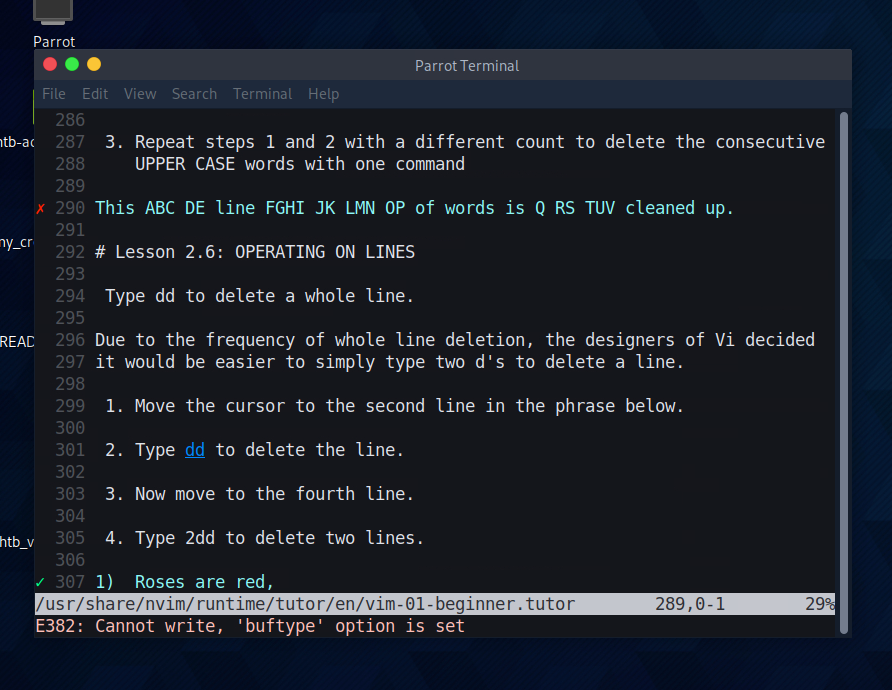 Parrot
Parrot Terminal
File Edit View Search Terminal Help
286
287 3. Repeat steps 1 and 2 with a different count to delete the consecutive
288 UPPER CASE words with one command
289
✗ 290 This ABC DE line FGHI JK LMN OP of words is Q RS TUV cleaned up.
291
292 # Lesson 2.6: OPERATING ON LINES
293
294 Type dd to delete a whole line.
295
296 Due to the frequency of whole line deletion, the designers of Vi decided
297 it would be easier to simply type two d's to delete a line.
298
299 1. Move the cursor to the second line in the phrase below.
300
301 2. Type dd to delete the line.
302
303 3. Now move to the fourth line.
304
305 4. Type 2dd to delete two lines.
306
✓ 307 1) Roses are red,
/usr/share/nvim/runtime/tutor/en/vim-01-beginner.tutor 289,0-1 29%
E382: Cannot write, 'buftype' option is set
my_cr
READ
htb_v